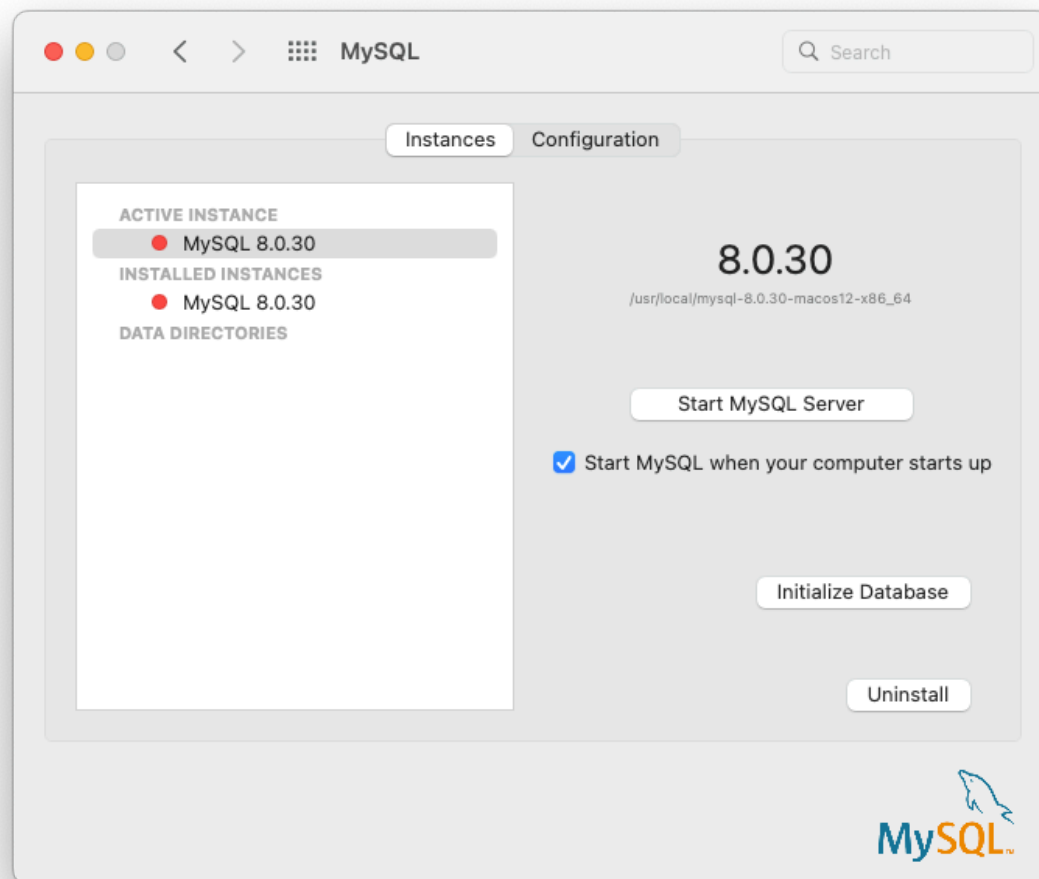 MySQL
Search
Instances
Configuration
ACTIVE INSTANCE
MySQL 8.0.30
INSTALLED INSTANCES
MySQL 8.0.30
DATA DIRECTORIES
8.0.30
/usr/local/mysql-8.0.30-macos12-x86_64
Start MySQL Server
Start MySQL when your computer starts up
Initialize Database
Uninstall
MySQL™